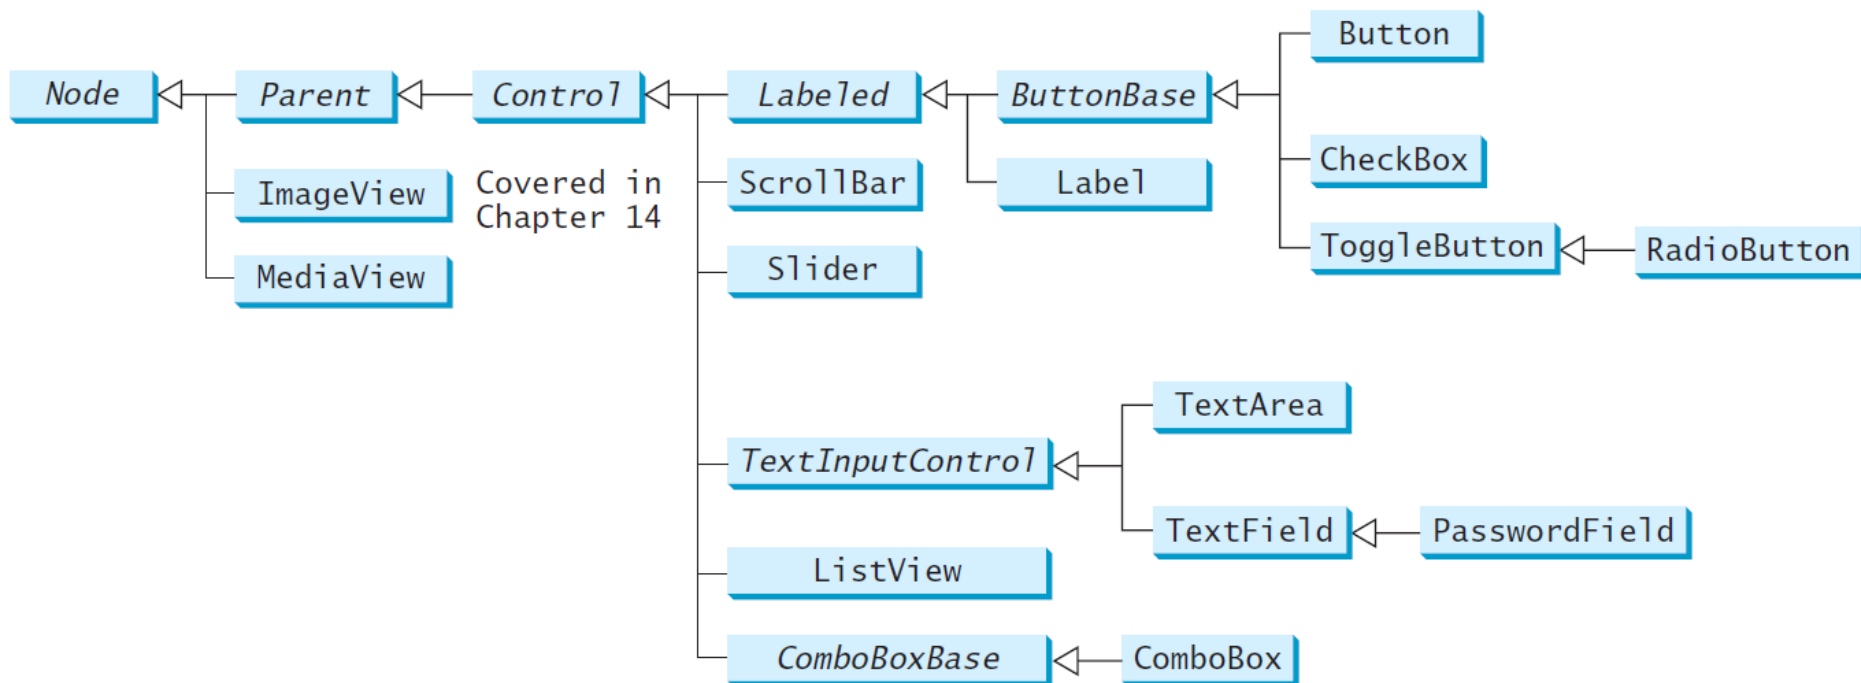 Button
Node
Parent
Control
Labeled
ButtonBase
CheckBox
ImageView
Covered in
Chapter 14
ScrollBar
Label
ToggleButton
RadioButton
MediaView
Slider
TextArea
TextInputControl
TextField
PasswordField
ListView
ComboBoxBase
ComboBox